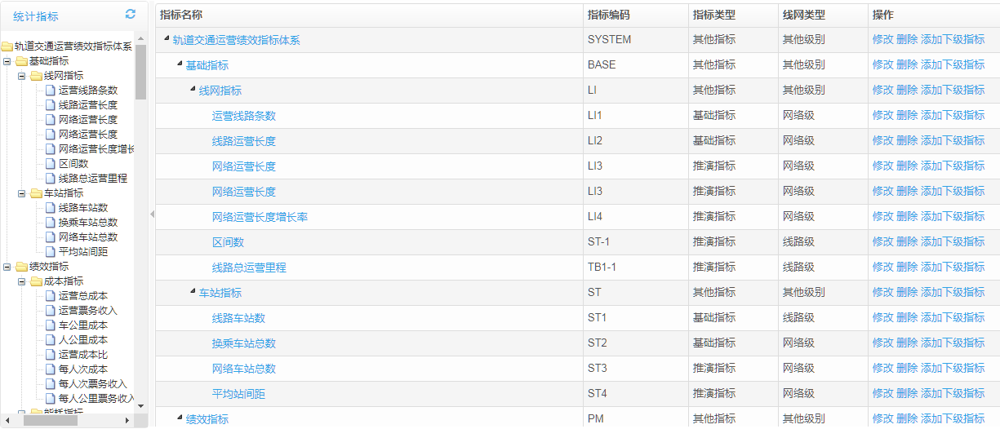 统计指标
轨道交通运营绩效指标体系
基础指标
线网指标
运营线路条数
线路运营长度
网络运营长度
网络运营长度
网络运营长度增长
区间数
线路总运营里程
车站指标
线路车站数
换乘车站总数
网络车站总数
平均站间距
绩效指标
成本指标
运营总成本
运营票务收入
车公里成本
人公里成本
运营成本比
每人次成本
每人次票务收入
每人公里票务收入
能耗指标
指标名称 指标编码 指标类型 线网类型 操作
轨道交通运营绩效指标体系 SYSTEM 其他指标 其他级别 修改 删除 添加下级指标
基础指标 BASE 其他指标 其他级别 修改 删除 添加下级指标
线网指标 LI 其他指标 其他级别 修改 删除 添加下级指标
运营线路条数 LI1 基础指标 网络级 修改 删除 添加下级指标
线路运营长度 LI2 基础指标 网络级 修改 删除 添加下级指标
网络运营长度 LI3 推演指标 网络级 修改 删除 添加下级指标
网络运营长度 LI3 推演指标 网络级 修改 删除 添加下级指标
网络运营长度增长率 LI4 推演指标 网络级 修改 删除 添加下级指标
区间数 ST-1 推演指标 线路级 修改 删除 添加下级指标
线路总运营里程 TB1-1 推演指标 线路级 修改 删除 添加下级指标
车站指标 ST 其他指标 其他级别 修改 删除 添加下级指标
线路车站数 ST1 基础指标 线路级 修改 删除 添加下级指标
换乘车站总数 ST2 基础指标 网络级 修改 删除 添加下级指标
网络车站总数 ST3 推演指标 网络级 修改 删除 添加下级指标
平均站间距 ST4 推演指标 网络级 修改 删除 添加下级指标
绩效指标 PM 其他指标 其他级别 修改 删除 添加下级指标